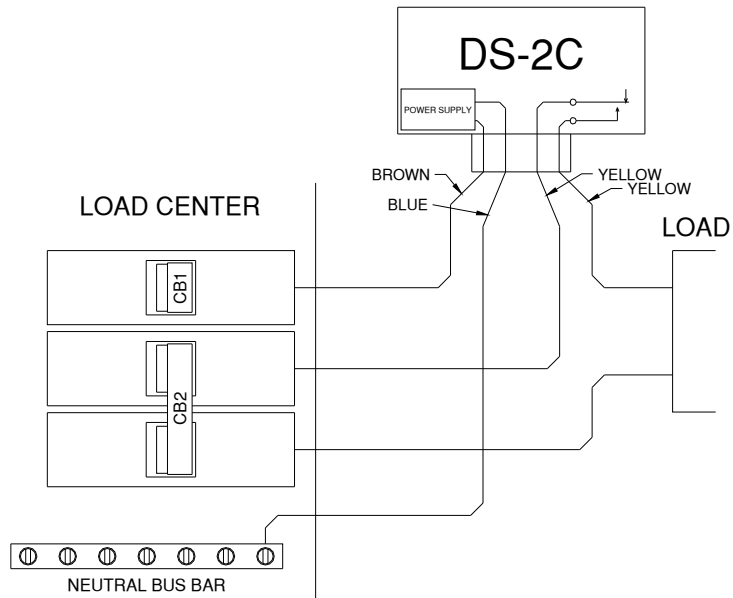 DS-2C
POWER SUPPLY
BROWN
BLUE
YELLOW
YELLOW
LOAD CENTER
LOAD
CB1
CB2
NEUTRAL BUS BAR